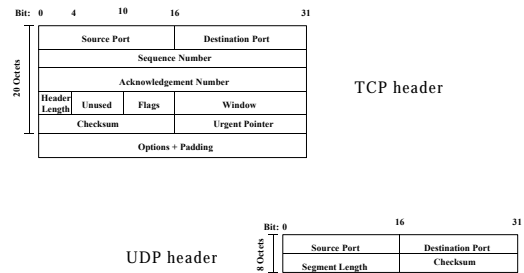 Bit: 0 4 10 16 31
Source Port Destination Port
Sequence Number
20 Octets
Acknowledgement Number
TCP header
Header Length Unused Flags Window
Checksum Urgent Pointer
Options + Padding
Bit: 0 16 31
8 Octets
Source Port Destination Port
UDP header
Segment Length Checksum